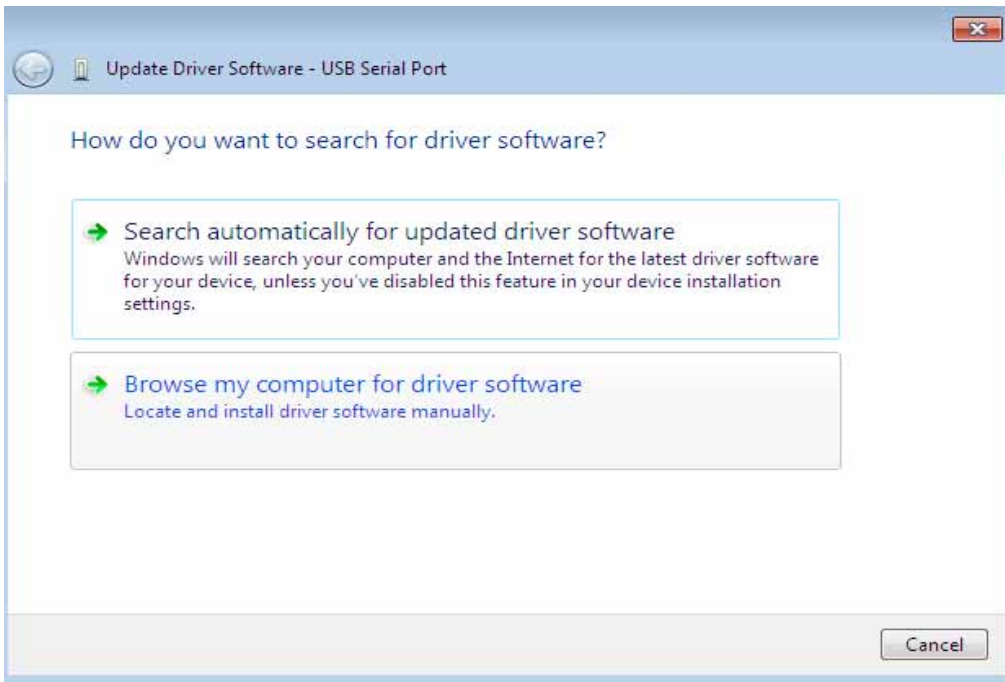 Update Driver Software - USB Serial Port
How do you want to search for driver software?
Search automatically for updated driver software
Windows will search your computer and the Internet for the latest driver software
for your device, unless you've disabled this feature in your device installation
settings.
Browse my computer for driver software
Locate and install driver software manually.
Cancel